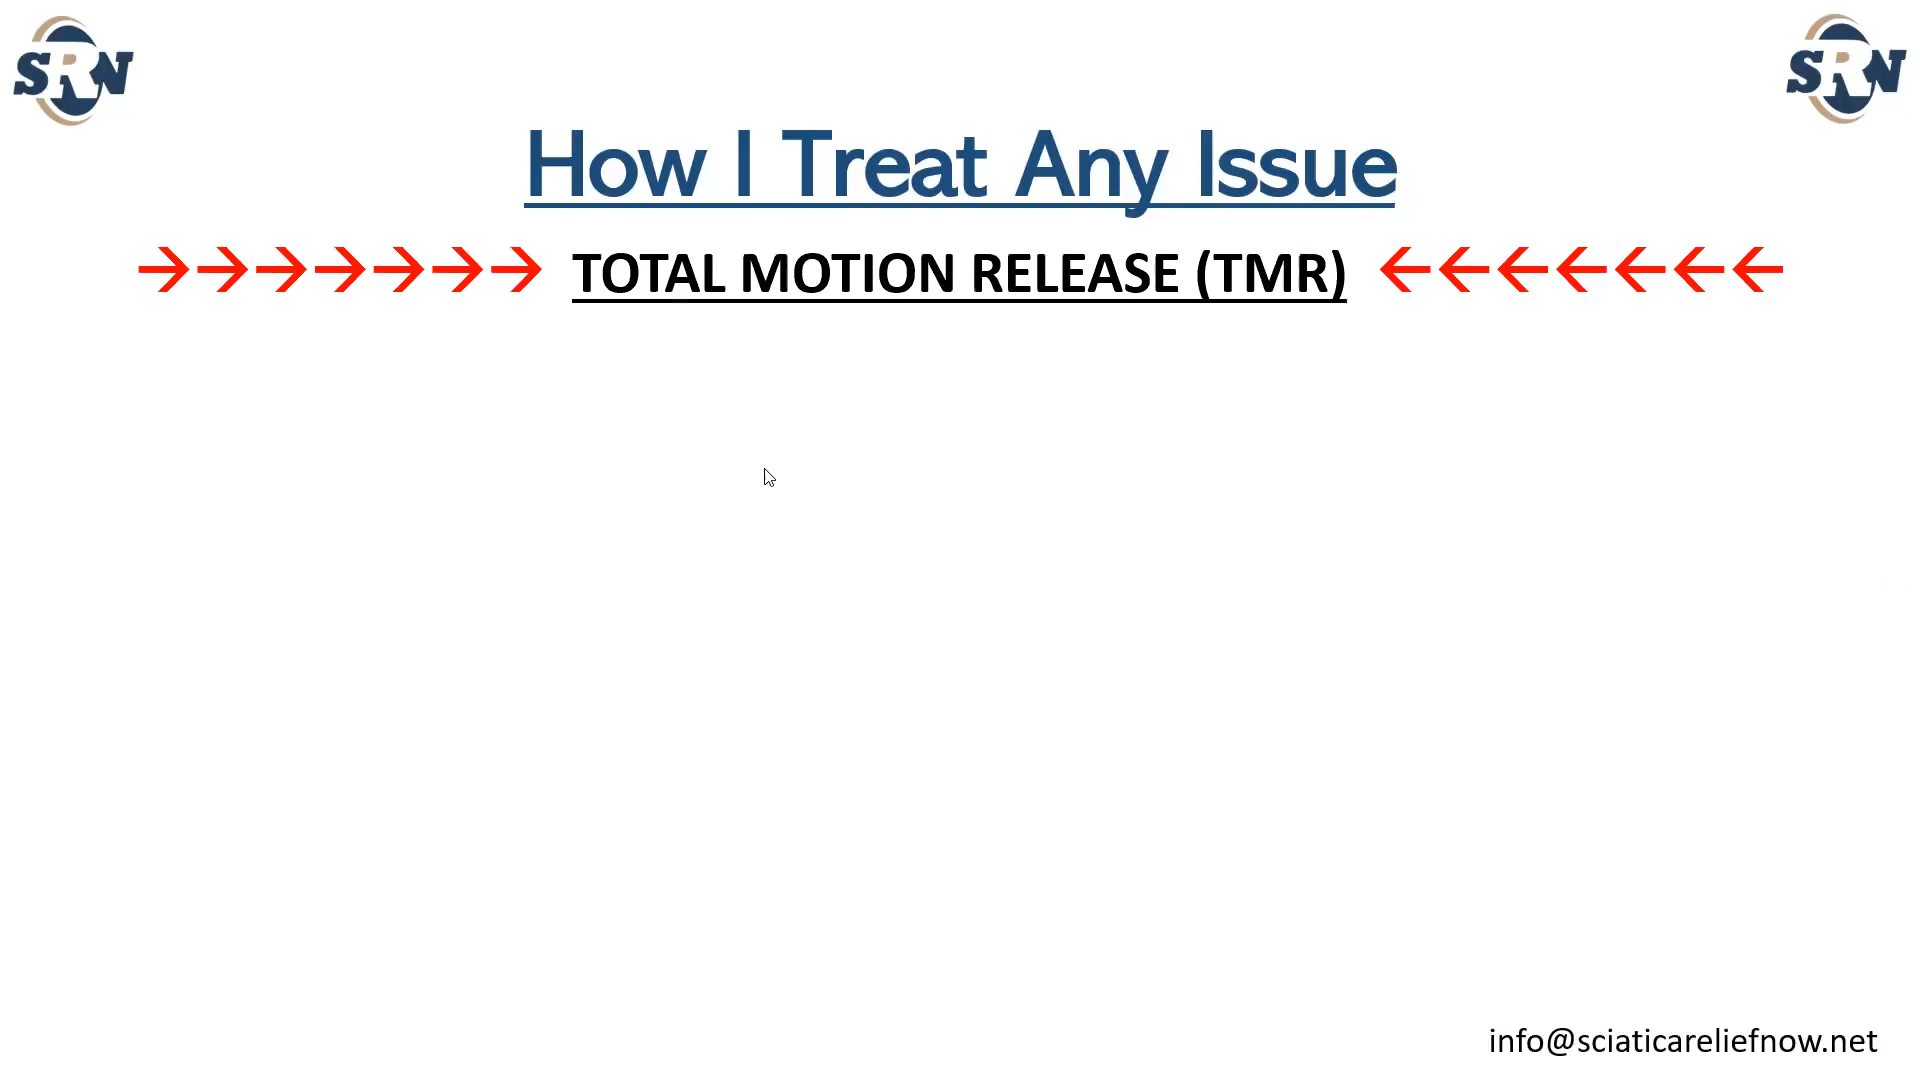 SRN
SRN
How I Treat Any Issue
→→→→→→→ TOTAL MOTION RELEASE (TMR) ←←←←←←←
info@sciaticareliefnow.net